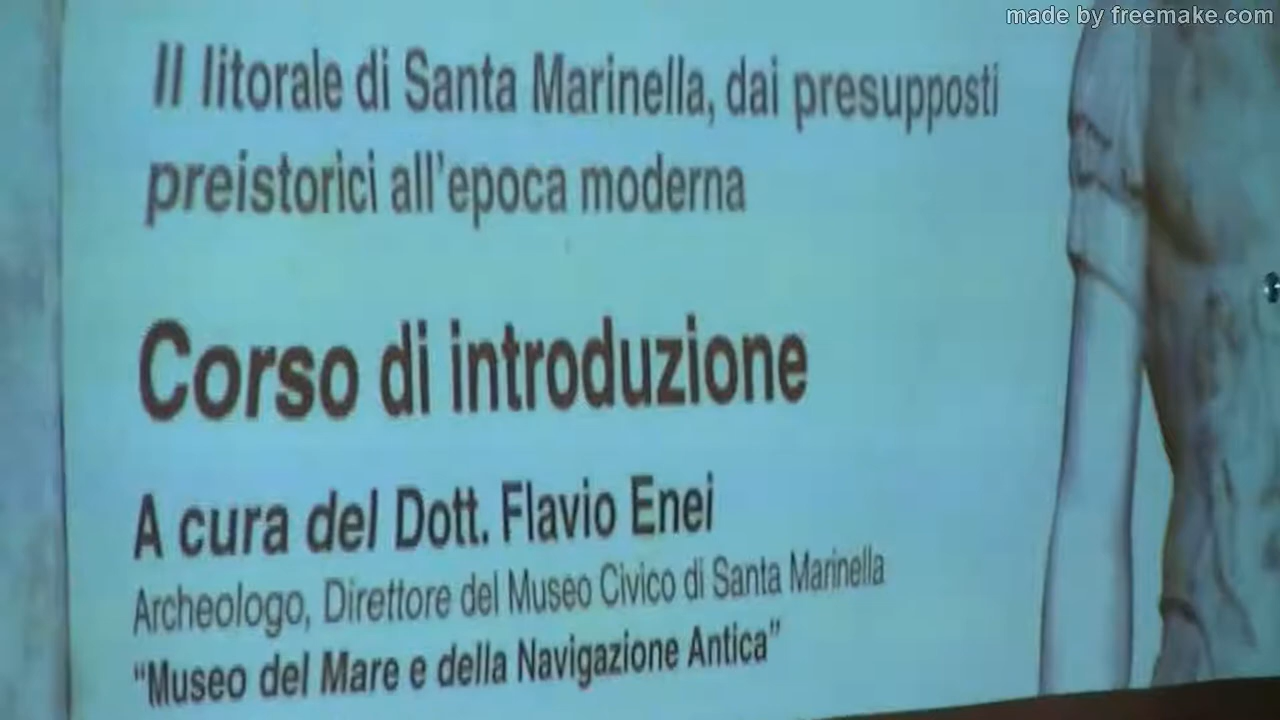 made by freemake.com
Il litorale di Santa Marinella, dai presupposti
preistorici all'epoca moderna
Corso di introduzione
A cura del Dott. Flavio Enei
Archeologo, Direttore del Museo Civico di Santa Marinella
“Museo del Mare e della Navigazione Antica”